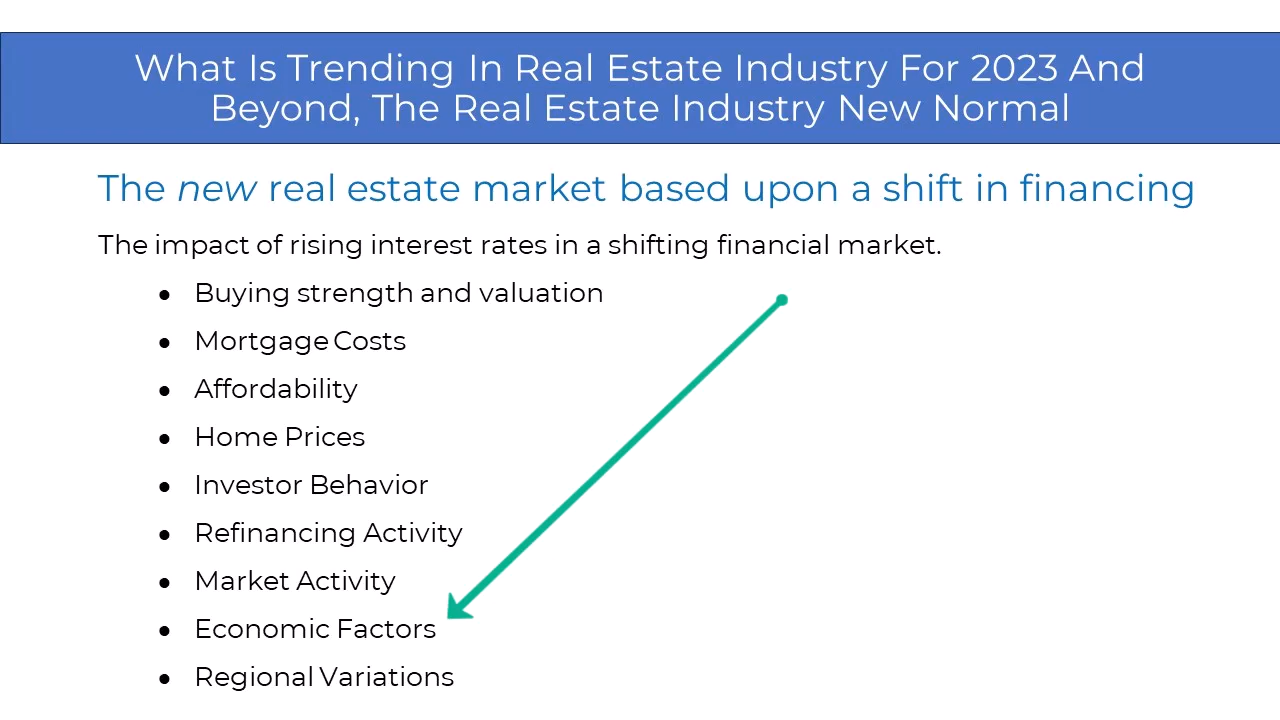 What Is Trending In Real Estate Industry For 2023 And
Beyond, The Real Estate Industry New Normal
The new real estate market based upon a shift in financing
The impact of rising interest rates in a shifting financial market.
● Buying strength and valuation
● Mortgage Costs
● Affordability
● Home Prices
● Investor Behavior
● Refinancing Activity
● Market Activity
● Economic Factors
● Regional Variations